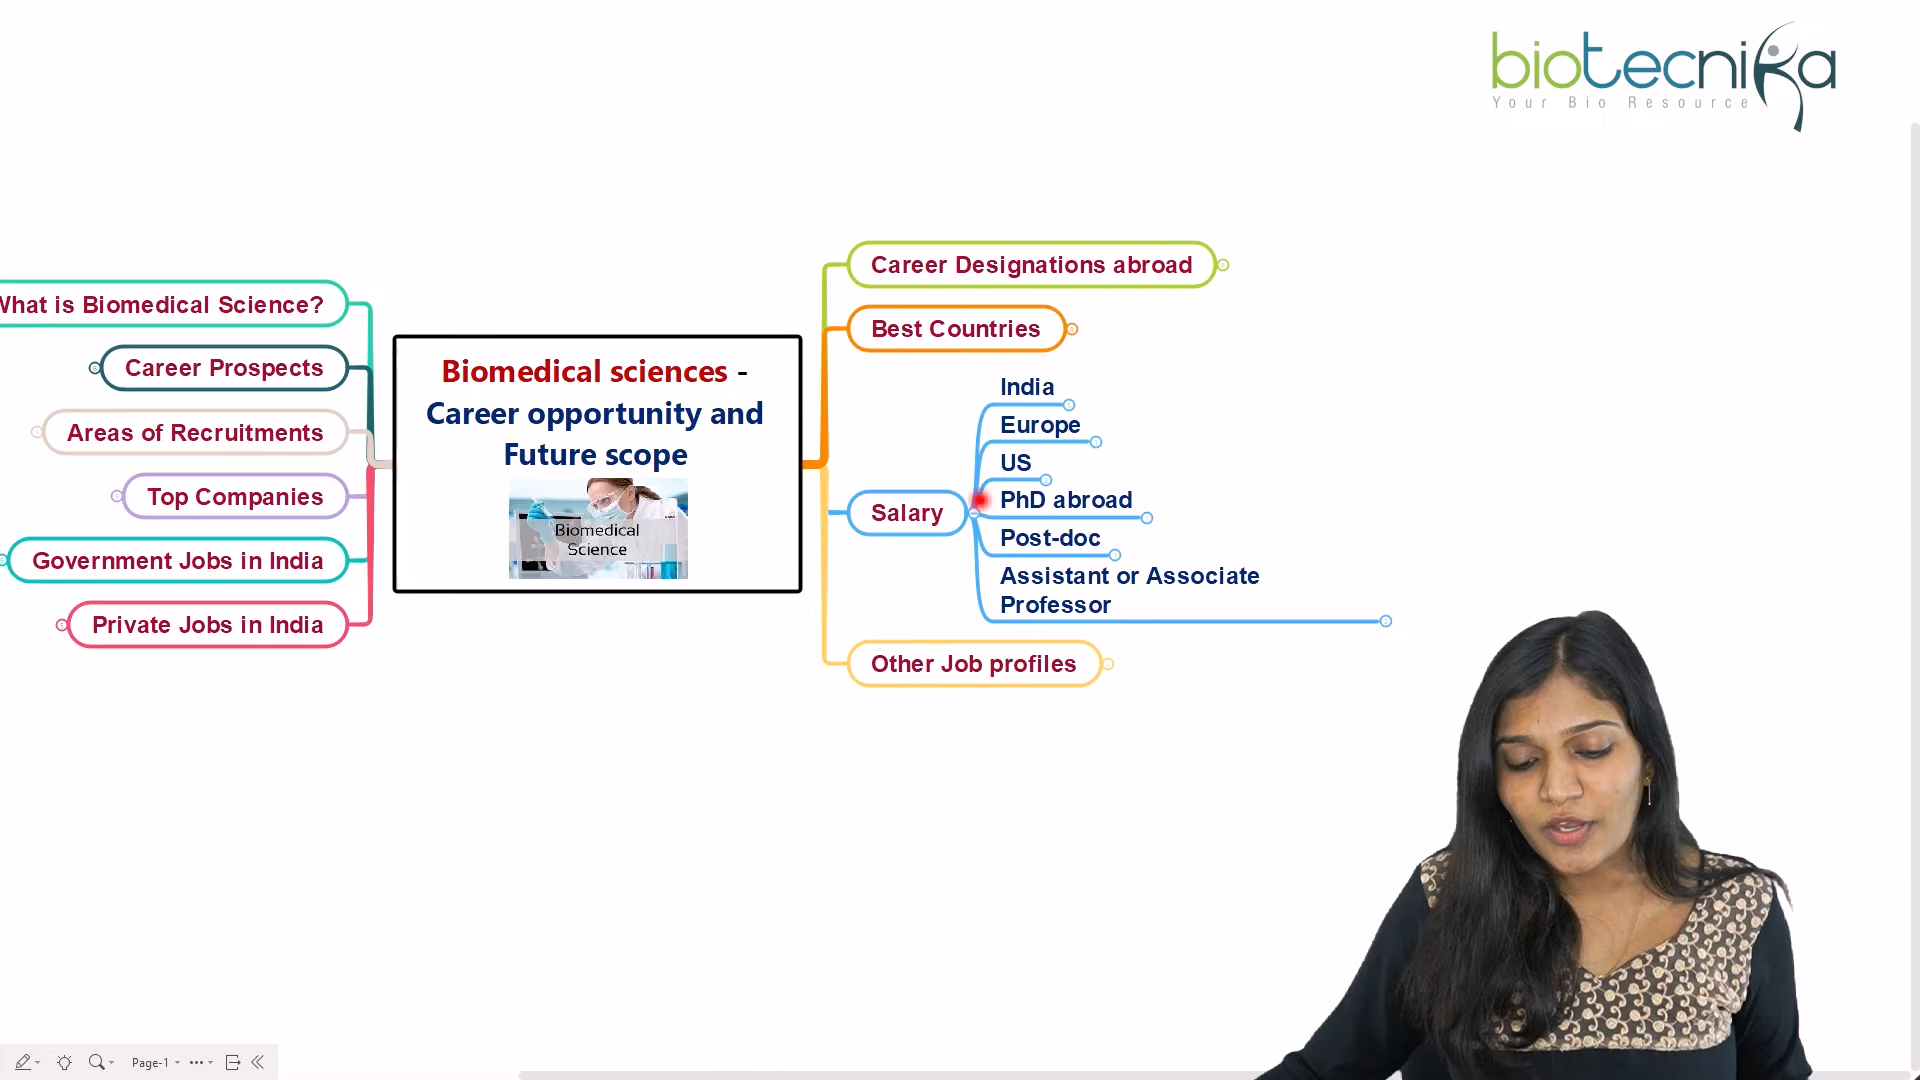 biotecnika
Your Bio Resource
What is Biomedical Science?
Career Prospects
Areas of Recruitments
Top Companies
Government Jobs in India
Private Jobs in India
Biomedical sciences -
Career opportunity and
Future scope
Biomedical
Science
Career Designations abroad
Best Countries
Salary
India
Europe
US
PhD abroad
Post-doc
Assistant or Associate
Professor
Other Job profiles
Page-1